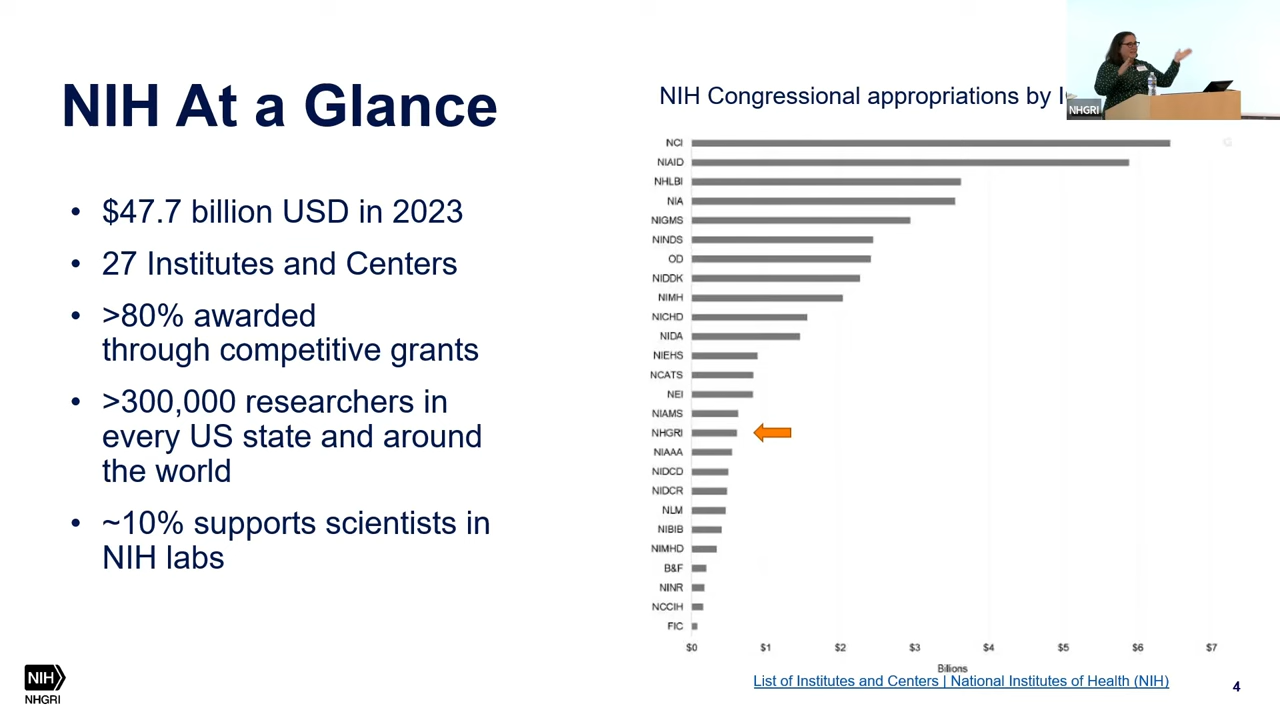 NIH At a Glance
• $47.7 billion USD in 2023
• 27 Institutes and Centers
• >80% awarded
through competitive grants
• >300,000 researchers in
every US state and around
the world
• ~10% supports scientists in
NIH labs
NIH Congressional appropriations by
NHGRI
NCI
NIAID
NHLBI
NIA
NIGMS
NINDS
OD
NIDDK
NIMH
NICHD
NIDA
NIEHS
NCATS
NEI
NIAMS
NHGRI
NIAAA
NIDCD
NIDCR
NLM
NIBIB
NIMHD
B&F
NINR
NCCIH
FIC
$0 $1 $2 $3 $4 $5 $6 $7
Billions
List of Institutes and Centers | National Institutes of Health (NIH)
NIH
NHGRI
4